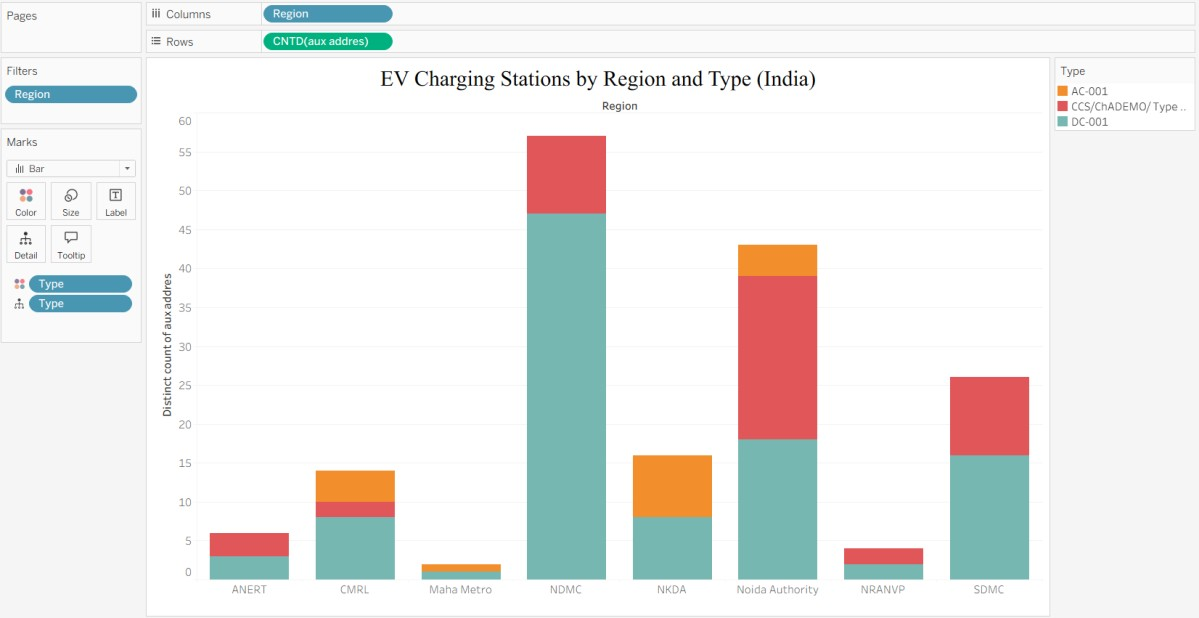 Pages
Columns
Region
Rows
CNTD(aux addres)
Filters
Region
Marks
Bar
Color
Size
Label
Detail
Tooltip
Type
Type
EV Charging Stations by Region and Type (India)
Region
Distinct count of aux addres
60
55
50
45
40
35
30
25
20
15
10
5
0
ANERT
CMRL
Maha Metro
NDMC
NKDA
Noida Authority
NRANVP
SDMC
Type
AC-001
CCS/ChADEMO/ Type ..
DC-001